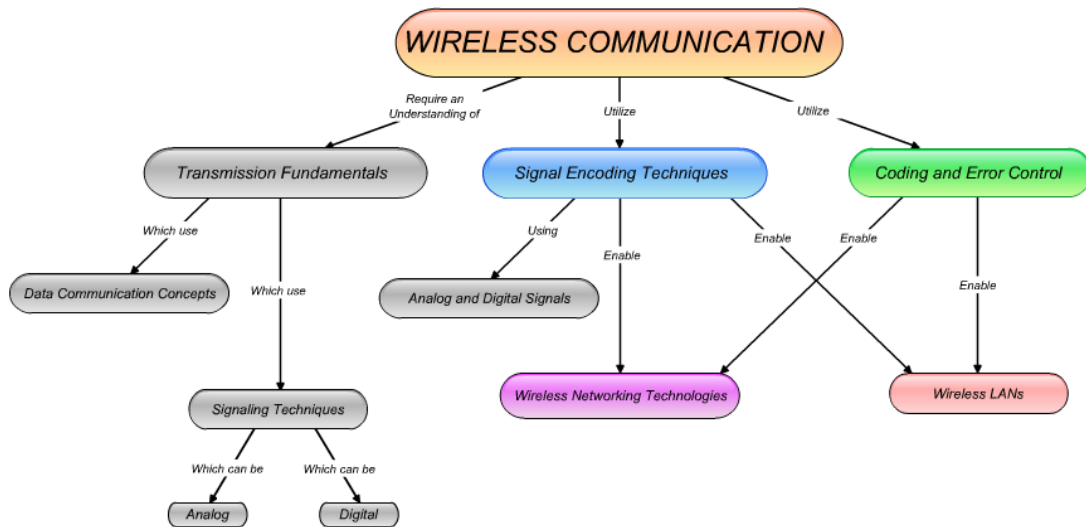 WIRELESS COMMUNICATION
Require an
Understanding of
Utilize
Utilize
Transmission Fundamentals
Signal Encoding Techniques
Coding and Error Control
Which use
Using
Enable
Enable
Enable
Which use
Enable
Data Communication Concepts
Analog and Digital Signals
Wireless Networking Technologies
Wireless LANs
Signaling Techniques
Which can be
Which can be
Analog
Digital